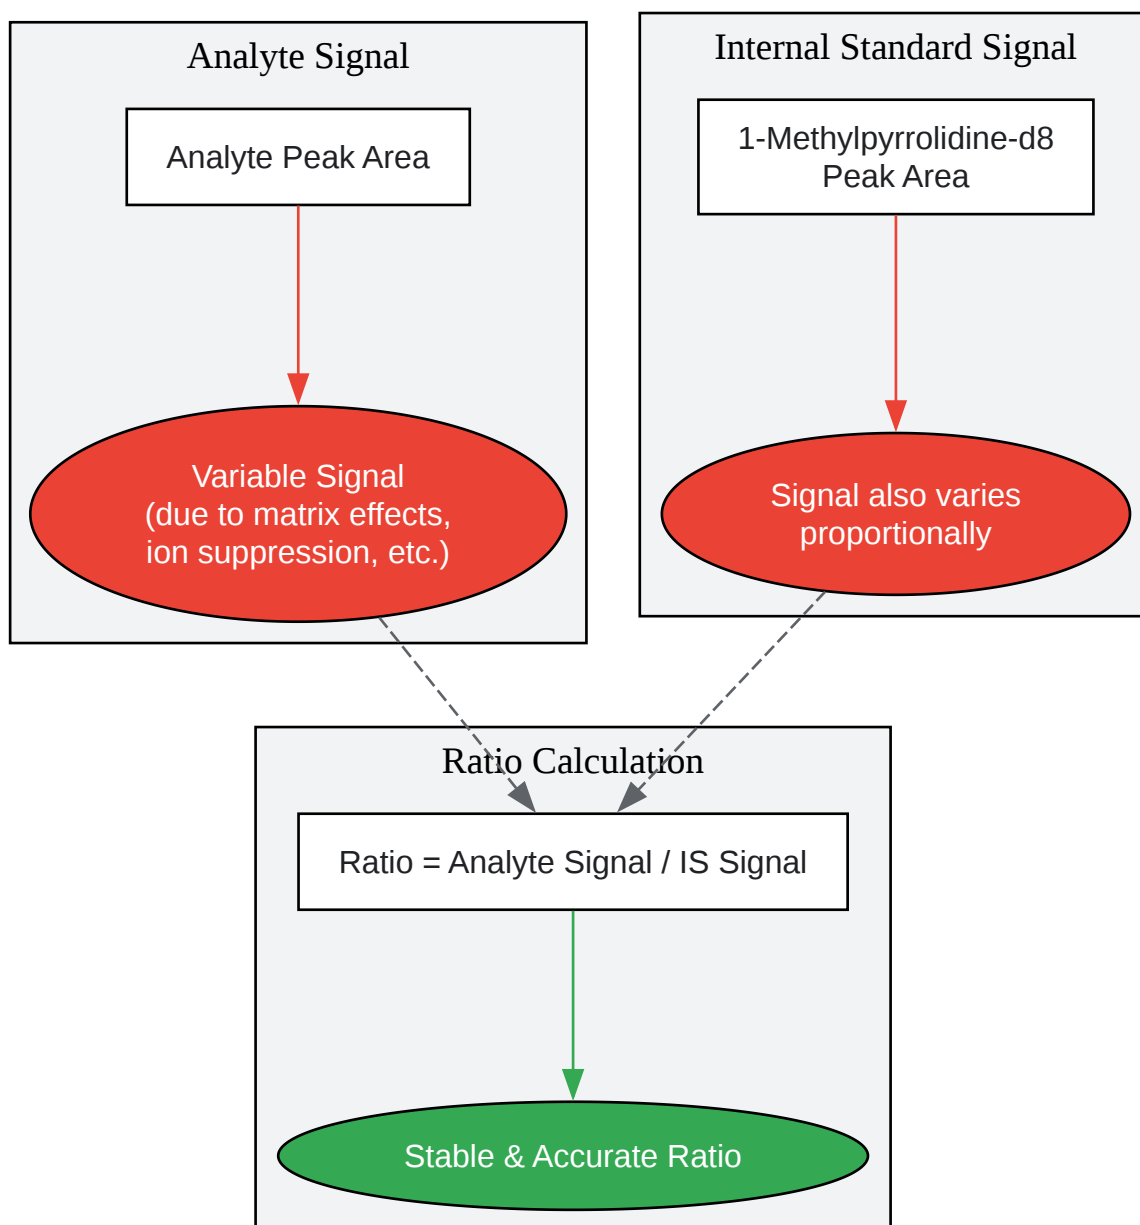 Analyte Signal
Analyte Peak Area
Variable Signal
(due to matrix effects,
ion suppression, etc.)
Internal Standard Signal
1-Methylpyrrolidine-d8
Peak Area
Signal also varies
proportionally
Ratio Calculation
Ratio = Analyte Signal / IS Signal
Stable & Accurate Ratio